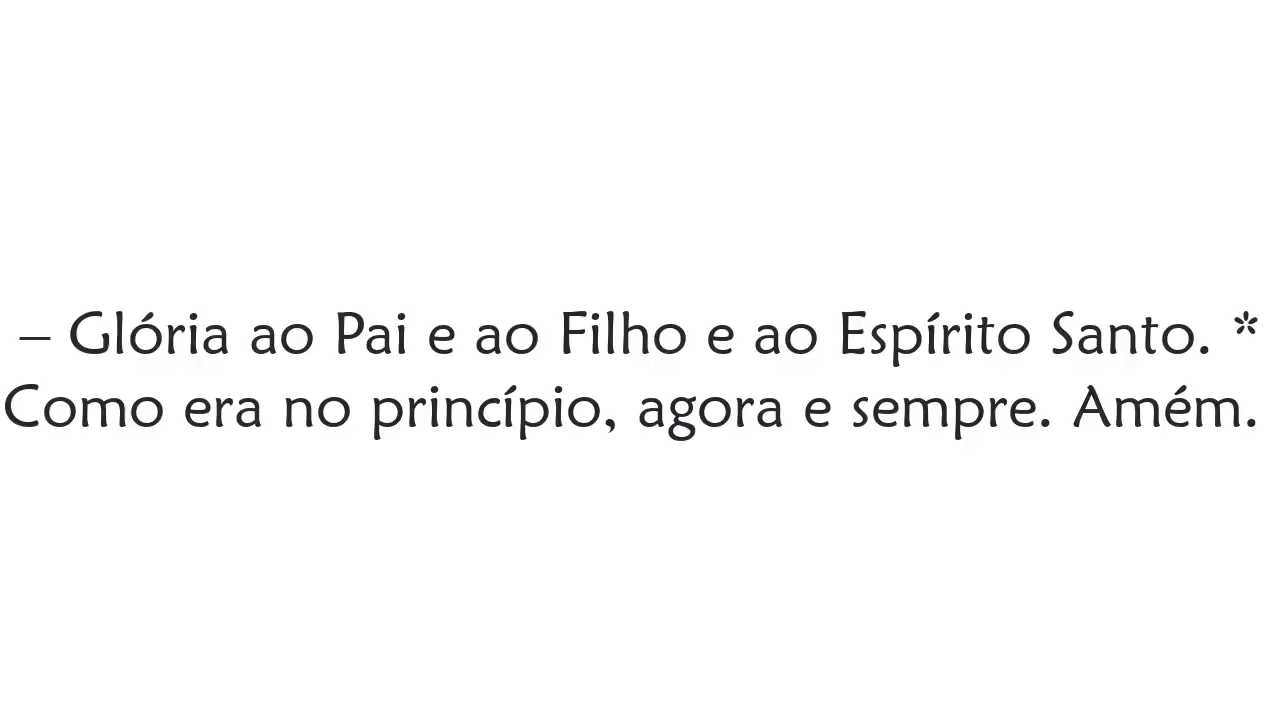 – Glória ao Pai e ao Filho e ao Espírito Santo. *
Como era no princípio, agora e sempre. Amém.